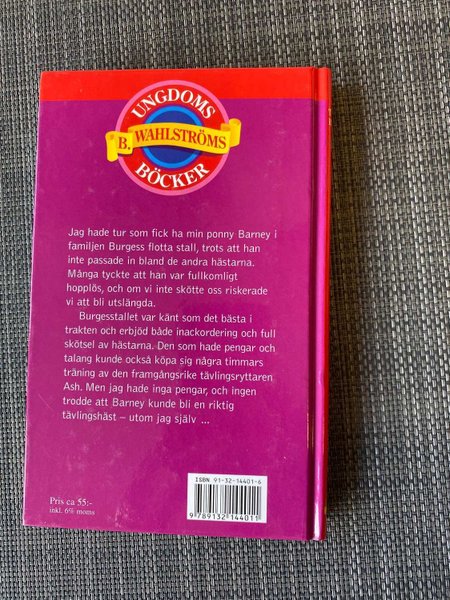 UNGDOMS
B. WAHLSTRÖMS
BÖCKER
Jag hade tur som fick ha min ponny Barney i
familjen Burgess flotta stall, trots att han
inte passade in bland de andra hästarna.
Många tyckte att han var fullkomligt
hopplös, och om vi inte skötte oss riskerade
vi att bli utslängda.
Burgesstallet var känt som det bästa i
trakten och erbjöd både inackordering och full
skötsel av hästarna. Den som hade pengar och
talang kunde också köpa sig några timmars
träning av den framgångsrike tävlingsryttaren
Ash. Men jag hade inga pengar, och ingen
trodde att Barney kunde bli en riktig
tävlingshäst – utom jag själv ...
ISBN 91-32-14401-6
9 789132 144011
Pris ca 55:-
inkl. 6% moms